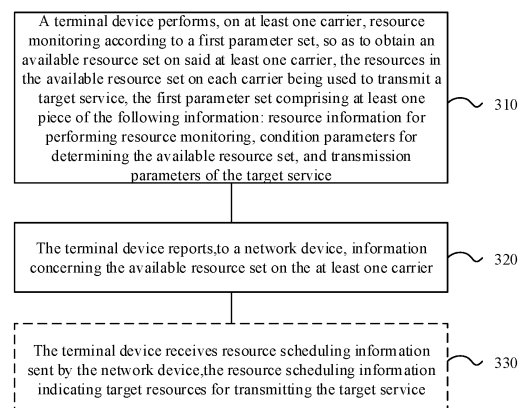 A terminal device performs, on at least one carrier, resource
monitoring according to a first parameter set, so as to obtain an
available resource set on said at least one carrier, the resources in
the available resource set on each carrier being used to transmit a
target service, the first parameter set comprising at least one
piece of the following information: resource information for
performing resource monitoring, condition parameters for
determining the available resource set, and transmission
parameters of the target service
310
The terminal device reports,to a network device, information
concerning the available resource set on the at least one carrier
320
The terminal device receives resource scheduling information
sent by the network device,the resource scheduling information
indicating target resources for transmitting the target service
330